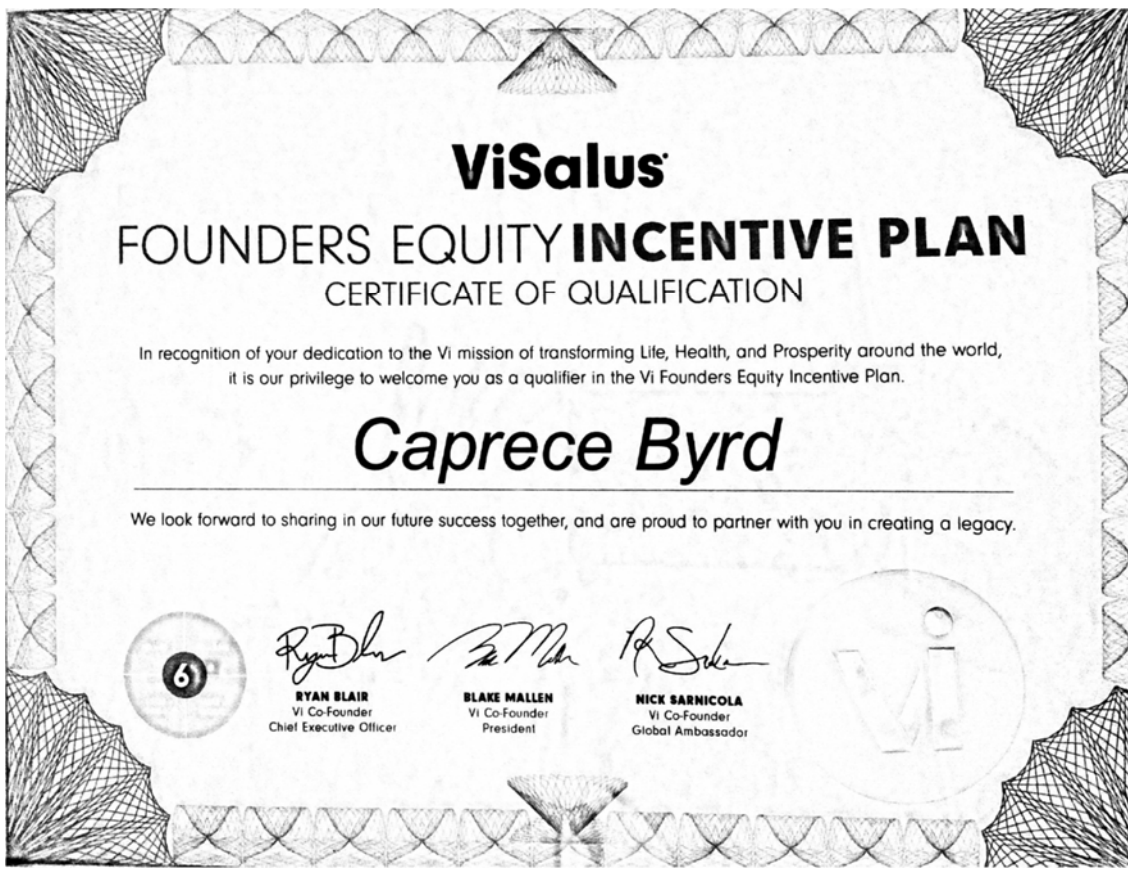 ViSalus
FOUNDERS EQUITY INCENTIVE PLAN
CERTIFICATE OF QUALIFICATION
In recognition of your dedication to the Vi mission of transforming Life, Health, and Prosperity around the world,
it is our privilege to welcome you as a qualifier in the Vi Founders Equity Incentive Plan.
Caprece Byrd
We look forward to sharing in our future success together, and are proud to partner with you in creating a legacy.
6
RYAN BLAIR
Vi Co-Founder
Chief Executive Officer
BLAKE MALLEN
Vi Co-Founder
President
NICK SARNICOLA
Vi Co-Founder
Global Ambassador
Vi